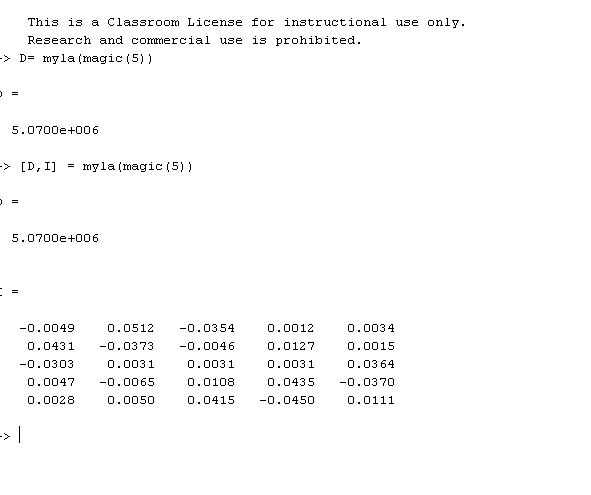 This is a Classroom License for instructional use only.
Research and commercial use is prohibited.
> D= myla(magic(5))
=
5.0700e+006
> [D,I] = myla(magic(5))
=
5.0700e+006
=
-0.0049 0.0512 -0.0354 0.0012 0.0034
0.0431 -0.0373 -0.0046 0.0127 0.0015
-0.0303 0.0031 0.0031 0.0031 0.0364
0.0047 -0.0065 0.0108 0.0435 -0.0370
0.0028 0.0050 0.0415 -0.0450 0.0111
>